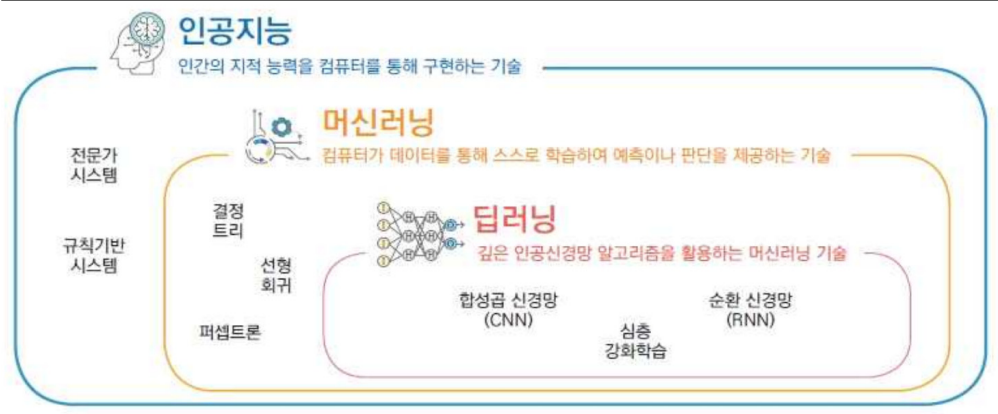 인공지능
인간의 지적 능력을 컴퓨터를 통해 구현하는 기술
머신러닝
컴퓨터가 데이터를 통해 스스로 학습하여 예측이나 판단을 제공하는 기술
전문가
시스템
규칙기반
시스템
결정
트리
선형
회귀
퍼셉트론
딥러닝
깊은 인공신경망 알고리즘을 활용하는 머신러닝 기술
합성곱 신경망
(CNN)
심층
강화학습
순환 신경망
(RNN)